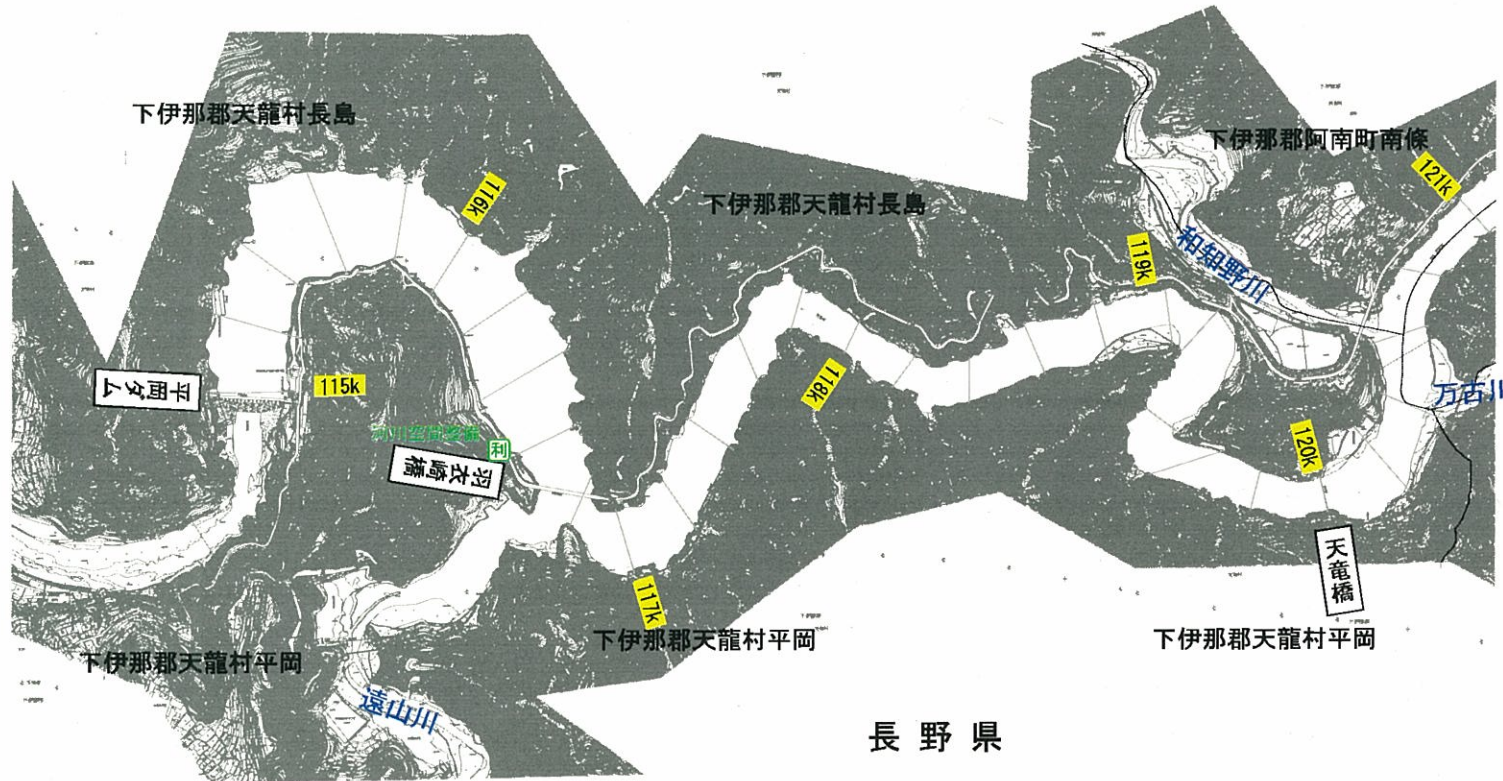 下伊那郡天龍村長島
116k
下伊那郡天龍村長島
下伊那郡阿南町南條
121k
和知野川
119k
平岡ダム
115k
118k
万古川
河川空間整備
利
羽衣崎橋
120k
天竜橋
117k
下伊那郡天龍村平岡
下伊那郡天龍村平岡
下伊那郡天龍村平岡
遠山川
長野県